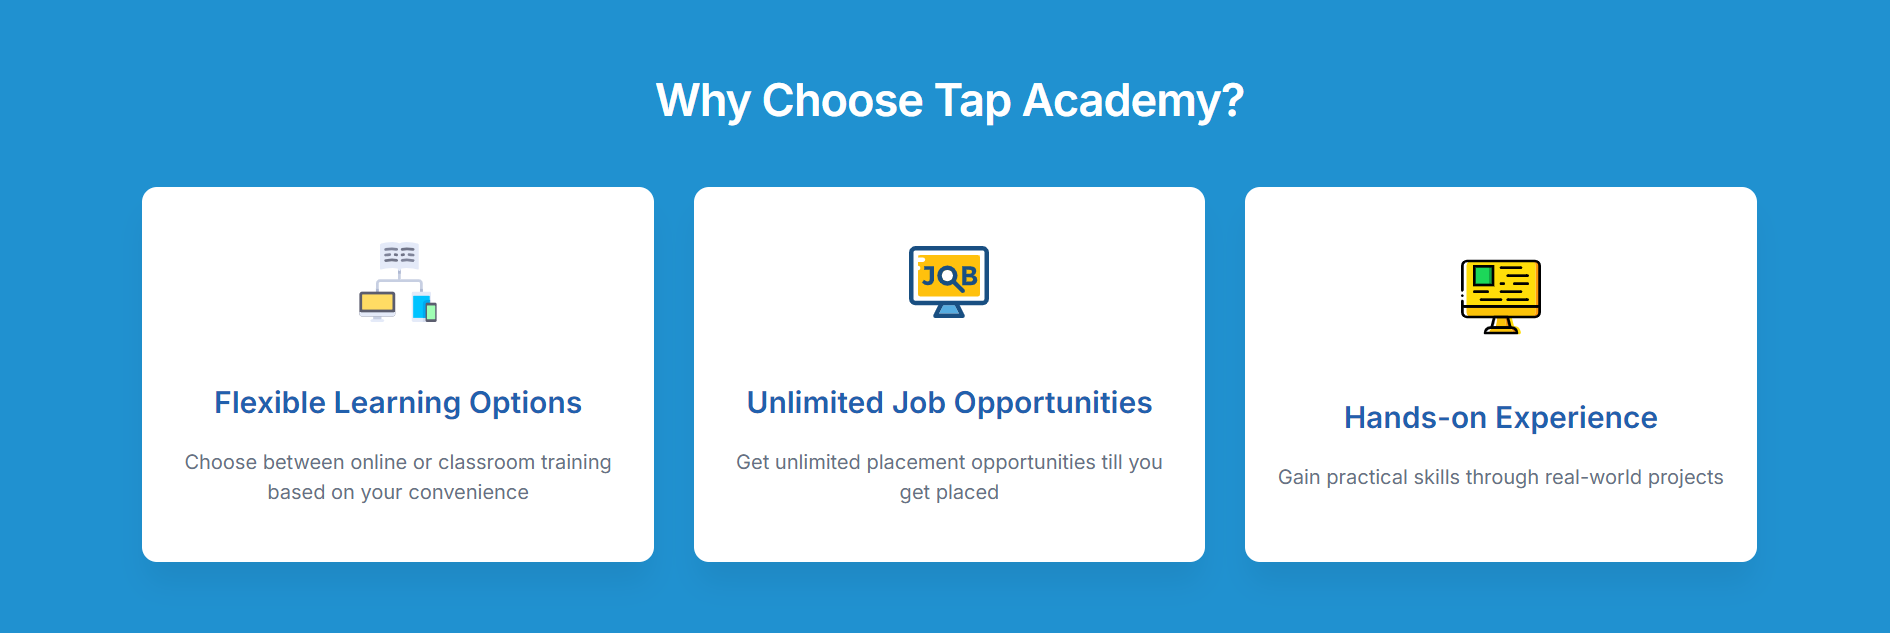 Why Choose Tap Academy?
JOB
Flexible Learning Options
Choose between online or classroom training
based on your convenience
Unlimited Job Opportunities
Get unlimited placement opportunities till you
get placed
Hands-on Experience
Gain practical skills through real-world projects